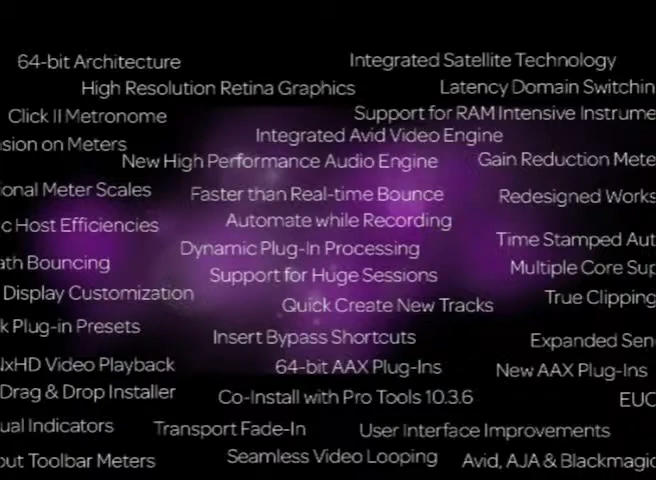 64-bit Architecture
Integrated Satellite Technology
High Resolution Retina Graphics
Latency Domain Switchin
Click II Metronome
Support for RAM Intensive Instrume
Integrated Avid Video Engine
sion on Meters
New High Performance Audio Engine
Gain Reduction Mete
ional Meter Scales
Faster than Real-time Bounce
Redesigned Works
c Host Efficiencies
Automate while Recording
Time Stamped Aut
Dynamic Plug-In Processing
ath Bouncing
Support for Huge Sessions
Multiple Core Sup
Display Customization
Quick Create New Tracks
True Clipping
k Plug-in Presets
Insert Bypass Shortcuts
Expanded Sen
NxHD Video Playback
64-bit AAX Plug-Ins
New AAX Plug-Ins
Drag & Drop Installer
Co-Install with Pro Tools 10.3.6
EUC
ual Indicators
Transport Fade-In
User Interface Improvements
out Toolbar Meters
Seamless Video Looping
Avid, AJA & Blackmagic